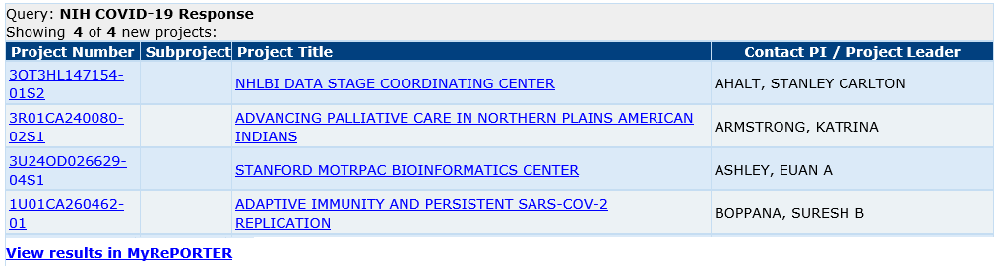 Query: NIH COVID-19 Response
Showing 4 of 4 new projects:
Project Number Subproject Project Title Contact PI / Project Leader
3OT3HL147154-
01S2
NHLBI DATA STAGE COORDINATING CENTER
AHALT, STANLEY CARLTON
3R01CA240080-
02S1
ADVANCING PALLIATIVE CARE IN NORTHERN PLAINS AMERICAN
INDIANS
ARMSTRONG, KATRINA
3U24OD026629-
04S1
STANFORD MOTRPAC BIOINFORMATICS CENTER
ASHLEY, EUAN A
1U01CA260462-
01
ADAPTIVE IMMUNITY AND PERSISTENT SARS-COV-2
REPLICATION
BOPPANA, SURESH B
View results in MyRePORTER